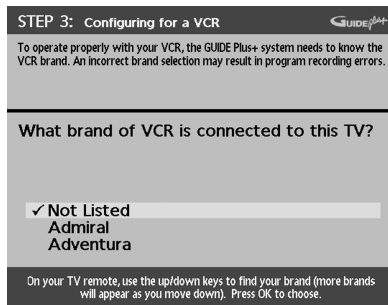 STEP 3: Configuring for a VCR
GUIDE plus+
To operate properly with your VCR, the GUIDE Plus+ system needs to know the
VCR brand. An incorrect brand selection may result in program recording errors.
What brand of VCR is connected to this TV?
✓ Not Listed
Admiral
Adventura
On your TV remote, use the up/down keys to find your brand (more brands
will appear as you move down). Press OK to choose.